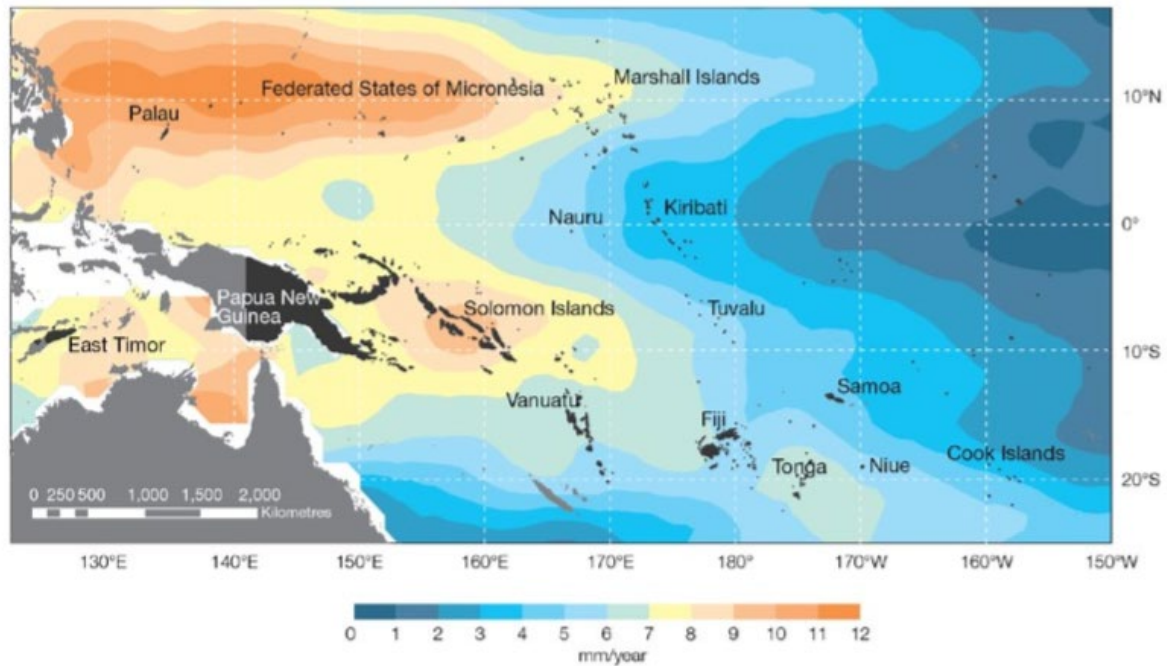 Federated States of Micronesia
Marshall Islands
Palau
10°N
Nauru
Kiribati
0°
Papua New
Guinea
Solomon Islands
Tuvalu
East Timor
10°S
Samoa
Vanuatu
Fiji
Cook Islands
Tonga
Niue
20°S
0 250 500 1,000 1,500 2,000
Kilometres
130°E 140°E 150°E 160°E 170°E 180° 170°W 160°W 150°W
0 1 2 3 4 5 6 7 8 9 10 11 12
mm/year